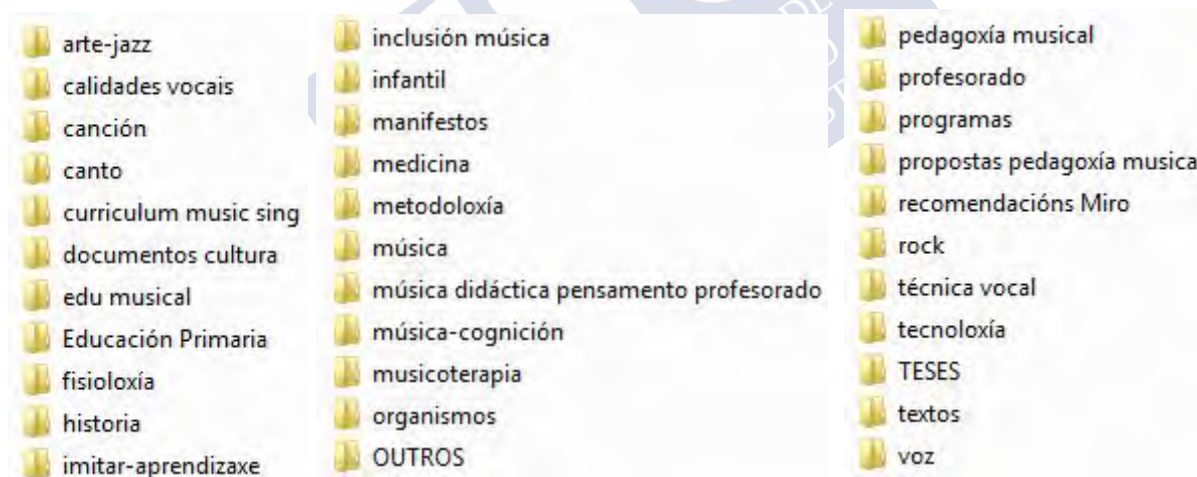 arte-jazz
calidades vocais
canción
canto
curriculum music sing
documentos cultura
edu musical
Educación Primaria
fisioloxía
historia
imitar-aprendizaxe
inclusión música
infantil
manifestos
medicina
metodoloxía
música
música didáctica pensamento profesorado
música-cognición
musicoterapia
organismos
OUTROS
pedagoxía musical
profesorado
programas
propostas pedagoxía musica
recomendacións Miro
rock
técnica vocal
tecnoloxía
TESES
textos
voz